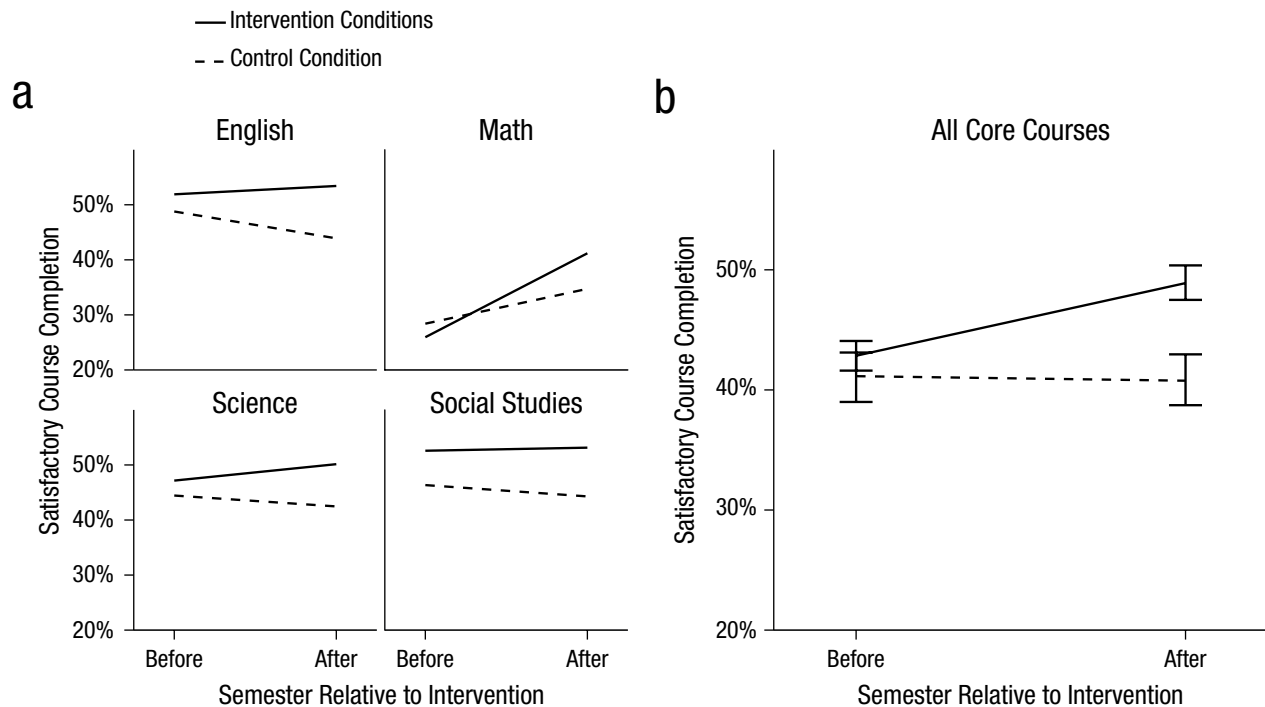 Intervention Conditions
Control Condition
a
English
Math
50%
40%
30%
20%
Science
Social Studies
50%
40%
30%
20%
Satisfactory Course Completion
Before
After
Before
After
Semester Relative to Intervention
b
All Core Courses
50%
40%
30%
20%
Satisfactory Course Completion
Before
After
Semester Relative to Intervention